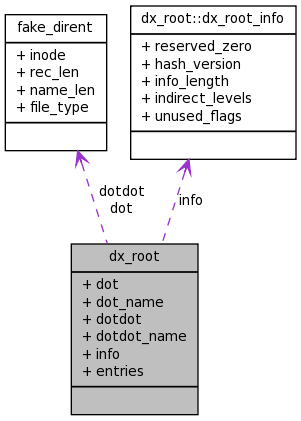 fake_dirent
+ inode
+ rec_len
+ name_len
+ file_type
dx_root::dx_root_info
+ reserved_zero
+ hash_version
+ info_length
+ indirect_levels
+ unused_flags
dotdot
dot
info
dx_root
+ dot
+ dot_name
+ dotdot
+ dotdot_name
+ info
+ entries